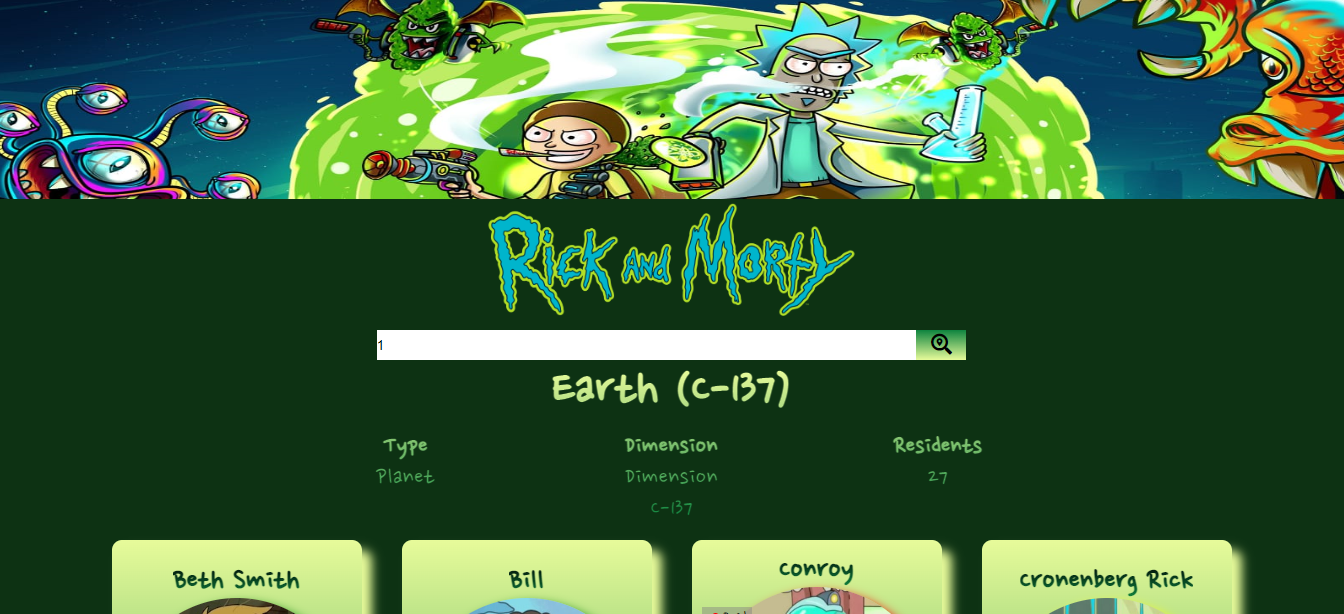 Rick and Morty
1
Earth (C-137)
Type Dimension Residents
Planet Dimension 27
C-137
Beth Smith Bill Conroy Cronenberg Rick